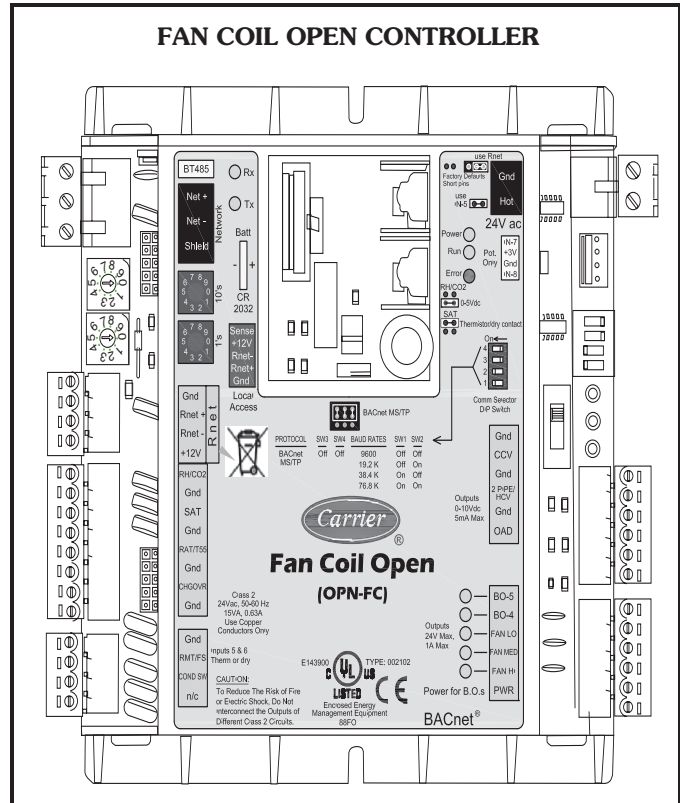 FAN COIL OPEN CONTROLLER
BT485
Rx
Net +
Net -
Shield
Network
Tx
Batt
- +
CR
2032
10's
1's
Sense
+12V
Rnet-
Rnet+
Gnd
Local
Access
use Rnet
Factory Defaults
Short pins
use
IN-5
Gnd
Hot
24V ac
Power
Run
Error
Pot.
Only
IN-7
+3V
Gnd
IN-8
RH/CO2
0-5Vdc
SAT
Thermistor/dry contact
On
4
3
2
1
Comm Selector
DIP Switch
Gnd
Rnet +
Rnet -
+12V
Rnet
BACnet MS/TP
PROTOCOL SW3 SW4 BAUD RATES SW1 SW2
BACnet Off Off 9600 Off Off
MS/TP 19.2 K Off On
38.4 K On Off
76.8 K On On
RH/CO2
Gnd
SAT
Gnd
RAT/T55
Gnd
CHGOVR
Gnd
Gnd
CCV
Gnd
2 PIPE/
HCV
Gnd
OAD
Outputs
0-10Vdc
5mA Max
Carrier
®
Fan Coil Open
(OPN-FC)
Class 2
24Vac, 50-60 Hz
15VA, 0.63A
Use Copper
Conductors Only
Gnd
RMT/FS
COND SW
n/c
Inputs 5 & 6
Therm or dry
CAUTION:
To Reduce The Risk of Fire
or Electric Shock, Do Not
Interconnect the Outputs of
Different Class 2 Circuits.
E143900
C UL US
LISTED
TYPE: 002102
CE
Enclosed Energy
Management Equipment
88FO
Outputs
24V Max,
1A Max
BO-5
BO-4
FAN LO
FAN MED
FAN HI
PWR
Power for B.O.s
BACnet®